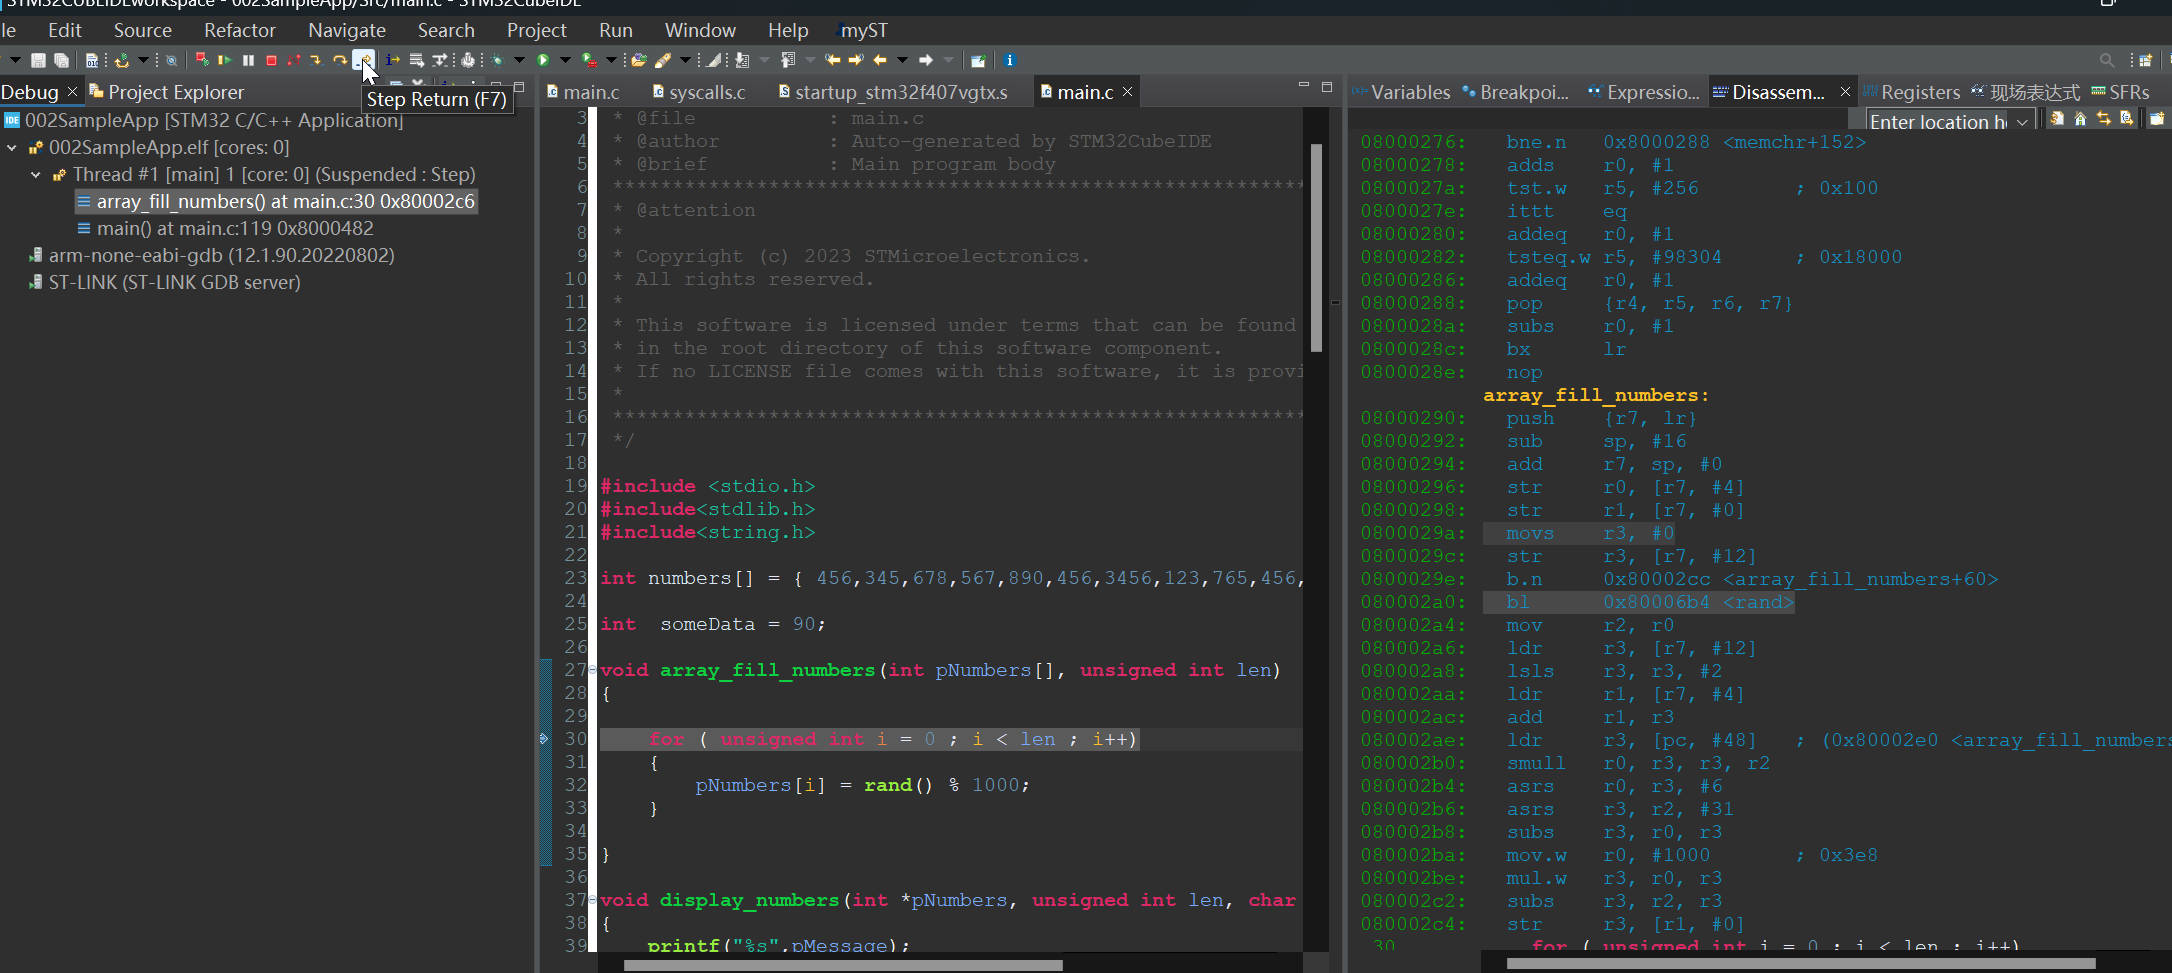 STM32CUBEIDEworkspace - 002SampleApp/Src/main.c - STM32CubeIDE
le Edit Source Refactor Navigate Search Project Run Window Help myST
Debug Project Explorer
Step Return (F7)
002SampleApp [STM32 C/C++ Application]
002SampleApp.elf [cores: 0]
Thread #1 [main] 1 [core: 0] (Suspended : Step)
array_fill_numbers() at main.c:30 0x80002c6
main() at main.c:119 0x8000482
arm-none-eabi-gdb (12.1.90.20220802)
ST-LINK (ST-LINK GDB server)
main.c syscalls.c startup_stm32f407vgtx.s main.c
3 * @file : main.c
4 * @author : Auto-generated by STM32CubeIDE
5 * @brief : Main program body
6 ***********************************************************
7 * @attention
8 *
9 * Copyright (c) 2023 STMicroelectronics.
10 * All rights reserved.
11 *
12 * This software is licensed under terms that can be found
13 * in the root directory of this software component.
14 * If no LICENSE file comes with this software, it is provi
15 *
16 ***********************************************************
17 */
18
19 #include <stdio.h>
20 #include<stdlib.h>
21 #include<string.h>
22
23 int numbers[] = { 456,345,678,567,890,456,3456,123,765,456,
24
25 int someData = 90;
26
27 void array_fill_numbers(int pNumbers[], unsigned int len)
28 {
29
30 for ( unsigned int i = 0 ; i < len ; i++)
31 {
32 pNumbers[i] = rand() % 1000;
33 }
34
35 }
36
37 void display_numbers(int *pNumbers, unsigned int len, char
38 {
39 printf("%s",pMessage);
Variables Breakpoi... Expressio... Disassem... Registers 现场表达式 SFRs
Enter location h
08000276: bne.n 0x8000288 <memchr+152>
08000278: adds r0, #1
0800027a: tst.w r5, #256 ; 0x100
0800027e: ittt eq
08000280: addeq r0, #1
08000282: tsteq.w r5, #98304 ; 0x18000
08000286: addeq r0, #1
08000288: pop {r4, r5, r6, r7}
0800028a: subs r0, #1
0800028c: bx lr
0800028e: nop
array_fill_numbers:
08000290: push {r7, lr}
08000292: sub sp, #16
08000294: add r7, sp, #0
08000296: str r0, [r7, #4]
08000298: str r1, [r7, #0]
0800029a: movs r3, #0
0800029c: str r3, [r7, #12]
0800029e: b.n 0x80002cc <array_fill_numbers+60>
080002a0: bl 0x80006b4 <rand>
080002a4: mov r2, r0
080002a6: ldr r3, [r7, #12]
080002a8: lsls r3, r3, #2
080002aa: ldr r1, [r7, #4]
080002ac: add r1, r3
080002ae: ldr r3, [pc, #48] ; (0x80002e0 <array_fill_numbers
080002b0: smull r0, r3, r3, r2
080002b4: asrs r0, r3, #6
080002b6: asrs r3, r2, #31
080002b8: subs r3, r0, r3
080002ba: mov.w r0, #1000 ; 0x3e8
080002be: mul.w r3, r0, r3
080002c2: subs r3, r2, r3
080002c4: str r3, [r1, #0]
30 for ( unsigned int i = 0 ; i < len ; i++)